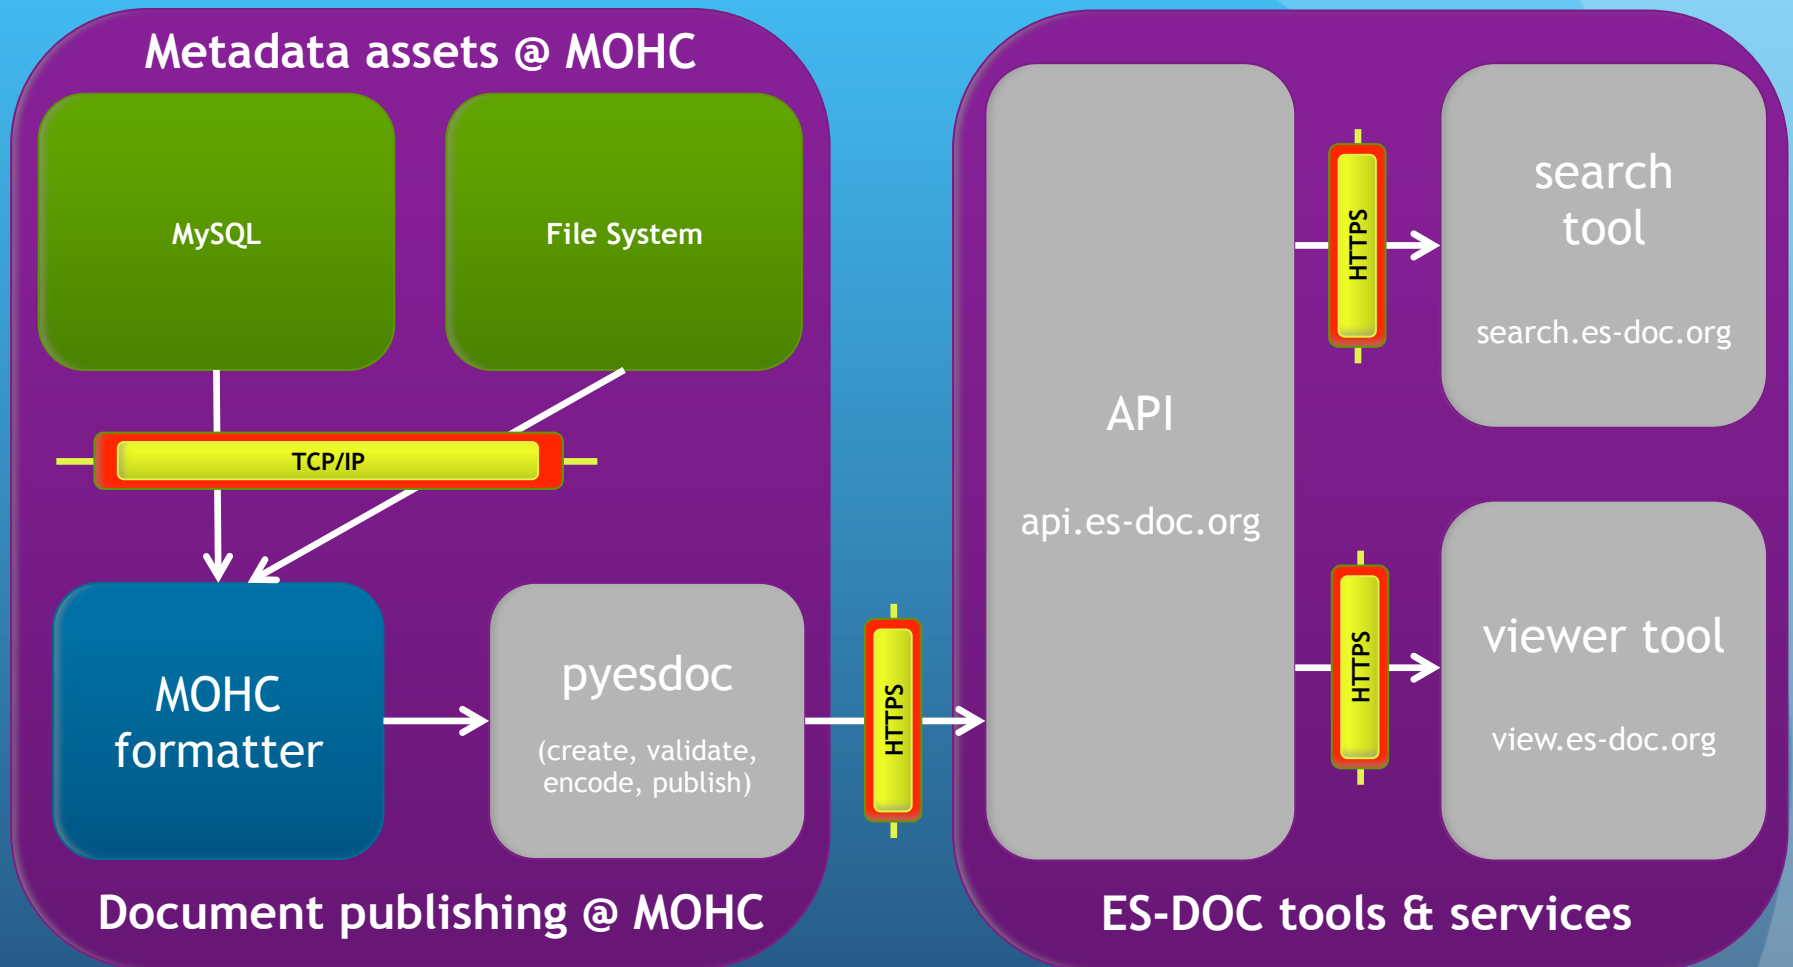 Metadata assets @ MOHC
MySQL
File System
TCP/IP
MOHC
formatter
pyesdoc
(create, validate,
encode, publish)
Document publishing @ MOHC
HTTPS
API
api.es-doc.org
HTTPS
search
tool
search.es-doc.org
HTTPS
viewer tool
view.es-doc.org
ES-DOC tools & services